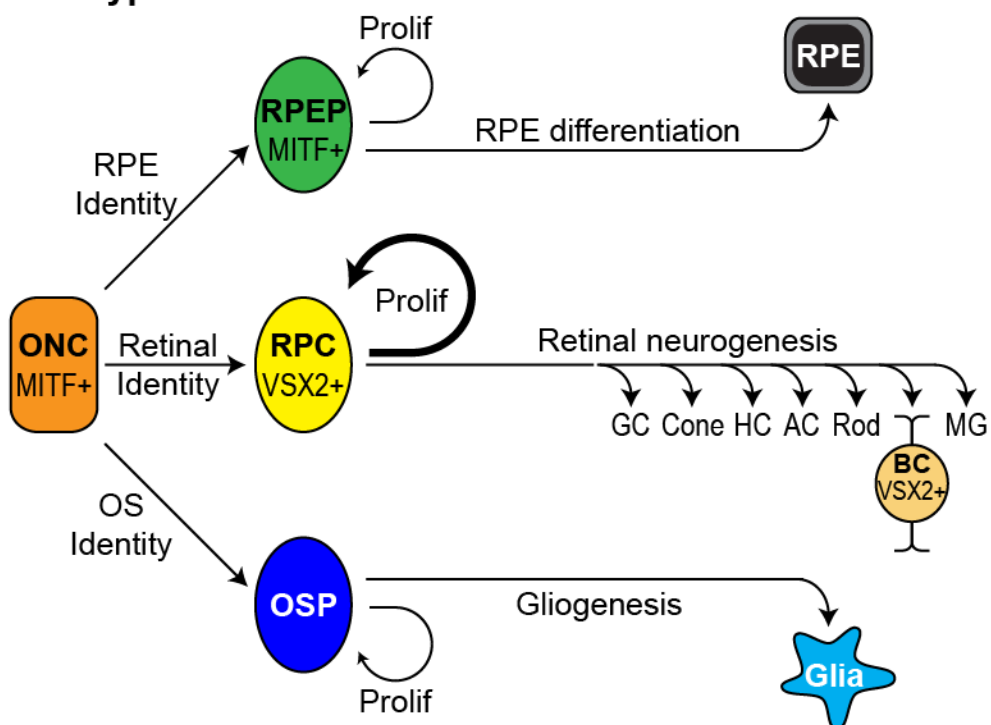 Prolif
RPE
RPEP
MITF+
RPE differentiation
RPE
Identity
Prolif
ONC
MITF+
Retinal
Identity
RPC
VSX2+
Retinal neurogenesis
GC Cone HC AC Rod MG
BC
VSX2+
OS
Identity
OSP
Gliogenesis
Prolif
Glia